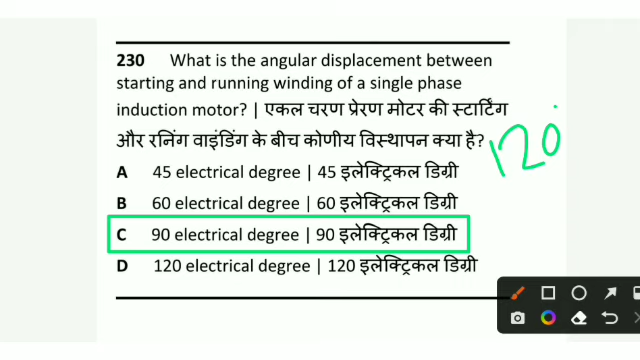 230 What is the angular displacement between
starting and running winding of a single phase
induction motor? | एकल चरण प्रेरण मोटर की स्टार्टिंग
और रनिंग वाइंडिंग के बीच कोणीय विस्थापन क्या है?
120
A 45 electrical degree | 45 इलेक्ट्रिकल डिग्री
B 60 electrical degree | 60 इलेक्ट्रिकल डिग्री
C 90 electrical degree | 90 इलेक्ट्रिकल डिग्री
D 120 electrical degree | 120 इलेक्ट्रिकल डिग्री